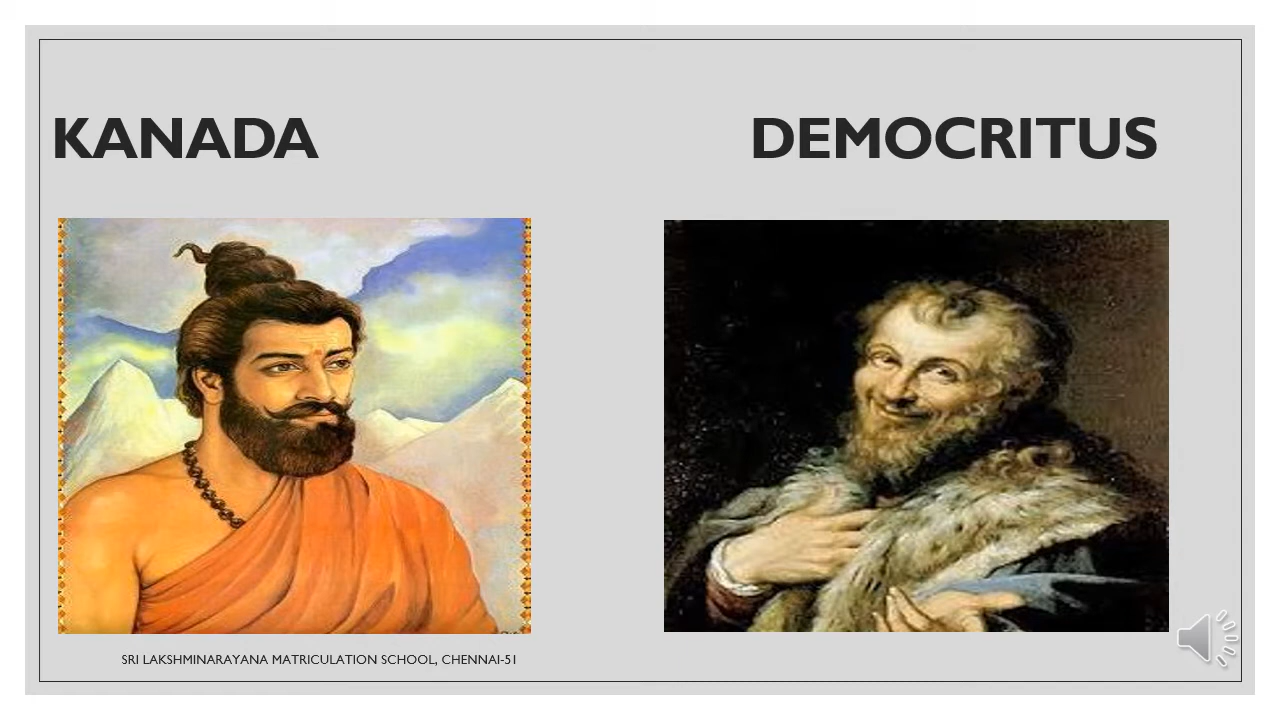 KANADA
DEMOCRITUS
SRI LAKSHMINARAYANA MATRICULATION SCHOOL, CHENNAI-51